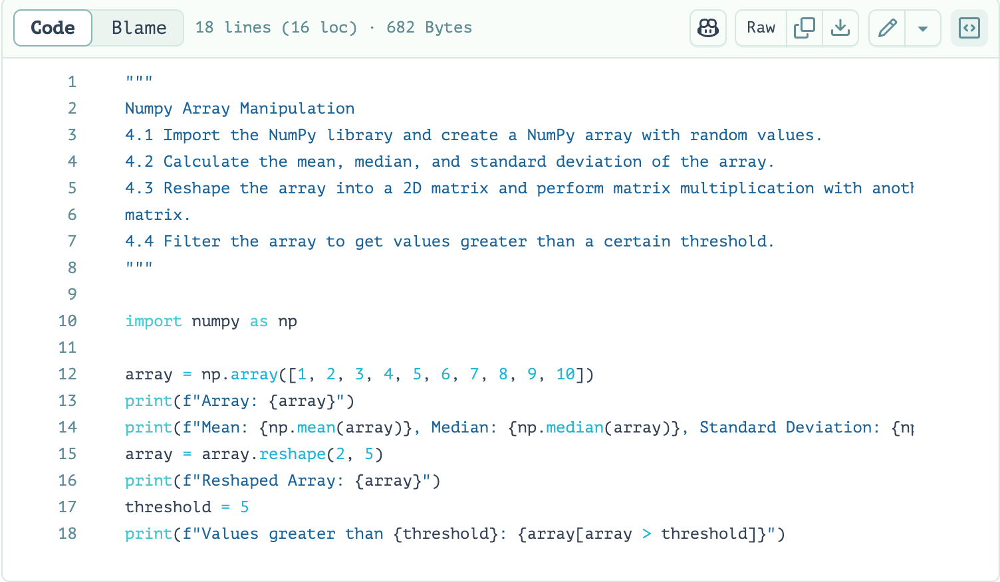 Code Blame 18 lines (16 loc) · 682 Bytes Raw
1 """
2 Numpy Array Manipulation
3 4.1 Import the NumPy library and create a NumPy array with random values.
4 4.2 Calculate the mean, median, and standard deviation of the array.
5 4.3 Reshape the array into a 2D matrix and perform matrix multiplication with
6 matrix.
7 4.4 Filter the array to get values greater than a certain threshold.
8 """
9
10 import numpy as np
11
12 array = np.array([1, 2, 3, 4, 5, 6, 7, 8, 9, 10])
13 print(f"Array: {array}")
14 print(f"Mean: {np.mean(array)}, Median: {np.median(array)}, Standard Deviation:
15 array = array.reshape(2, 5)
16 print(f"Reshaped Array: {array}")
17 threshold = 5
18 print(f"Values greater than {threshold}: {array[array > threshold]}")